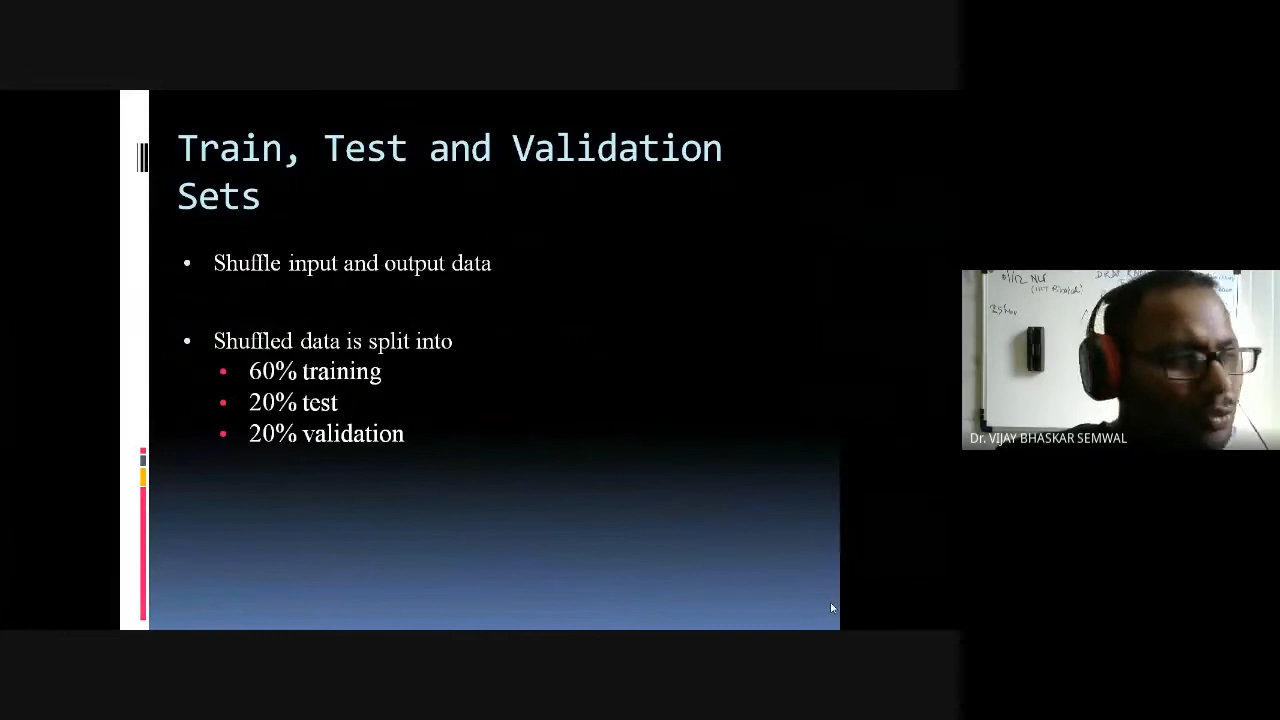 Train, Test and Validation
Sets
• Shuffle input and output data
• Shuffled data is split into
• 60% training
• 20% test
• 20% validation
Dr. VIJAY BHASKAR SEMWAL